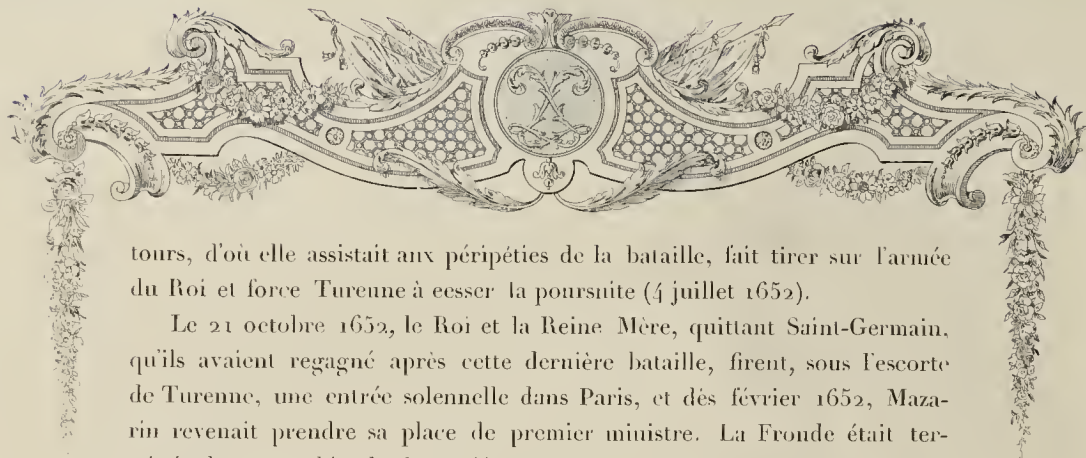 tours, d'où elle assistait aux péripéties de la bataille, fait tirer sur l'armée
du Roi et force Turenne à cesser la poursuite (4 juillet 1652).
Le 21 octobre 1652, le Roi et la Reine Mère, quittant Saint-Germain,
qu'ils avaient regagné après cette dernière bataille, firent, sous l'escorte
de Turenne, une entrée solennelle dans Paris, et dès février 1652, Maza-
rin revenait prendre sa place de premier ministre. La Fronde était ter-